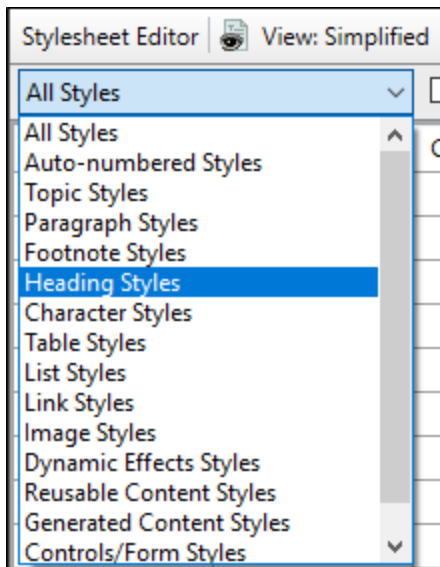 Stylesheet Editor View: Simplified
All Styles
All Styles
Auto-numbered Styles
Topic Styles
Paragraph Styles
Footnote Styles
Heading Styles
Character Styles
Table Styles
List Styles
Link Styles
Image Styles
Dynamic Effects Styles
Reusable Content Styles
Generated Content Styles
Controls/Form Styles